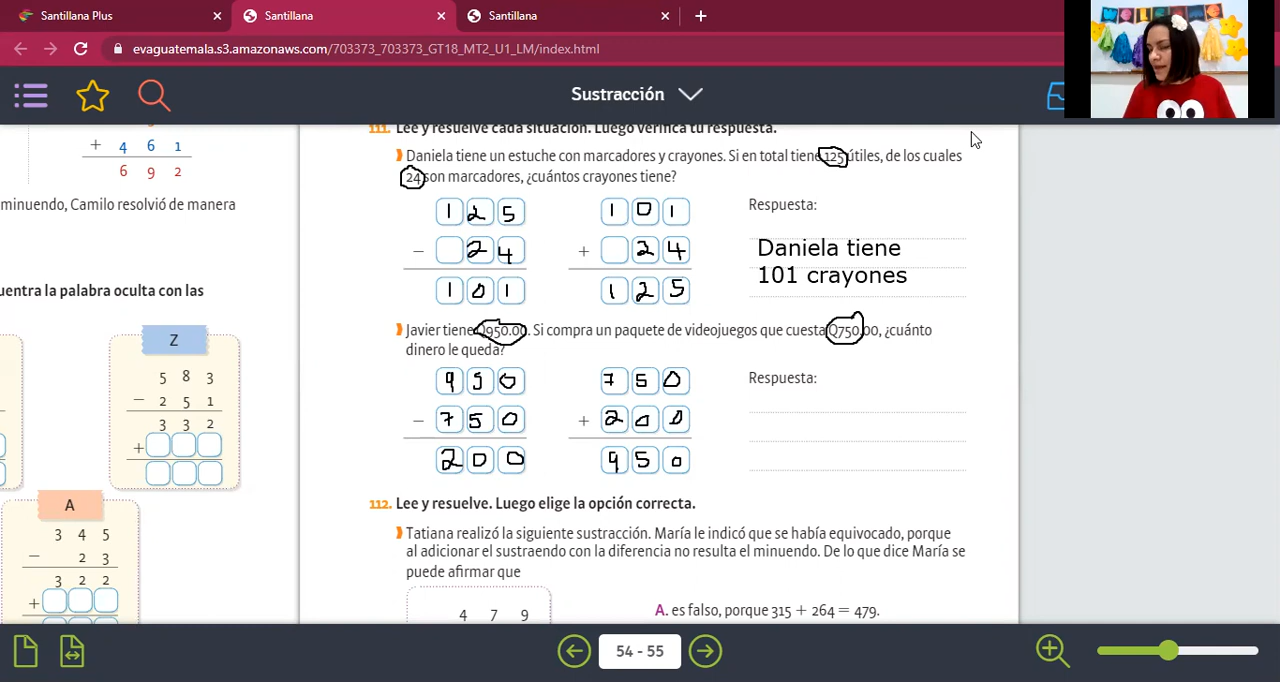 Santillana Plus
Santillana
Santillana
evaguatemala.s3.amazonaws.com/703373_703373_GT18_MT2_U1_LM/index.html
Sustracción
+ 4 6 1
6 9 2
minuendo, Camilo resolvió de manera
uentra la palabra oculta con las
Z
5 8 3
− 2 5 1
3 3 2
+
A
3 4 5
− 2 3
3 2 2
+
111. Lee y resuelve cada situación. Luego verifica tu respuesta.
Daniela tiene un estuche con marcadores y crayones. Si en total tiene 125 útiles, de los cuales
24 son marcadores, ¿cuántos crayones tiene?
1 2 5
− 2 4
1 0 1
1 0 1
+ 2 4
1 2 5
Respuesta:
Daniela tiene
101 crayones
Javier tiene Q950.00. Si compra un paquete de videojuegos que cuesta Q750.00, ¿cuánto
dinero le queda?
9 5 0
− 7 5 0
2 0 0
7 5 0
+ 2 0 0
9 5 0
Respuesta:
112. Lee y resuelve. Luego elige la opción correcta.
Tatiana realizó la siguiente sustracción. María le indicó que se había equivocado, porque
al adicionar el sustraendo con la diferencia no resulta el minuendo. De lo que dice María se
puede afirmar que
4 7 9
A. es falso, porque 315 + 264 = 479.
54 - 55